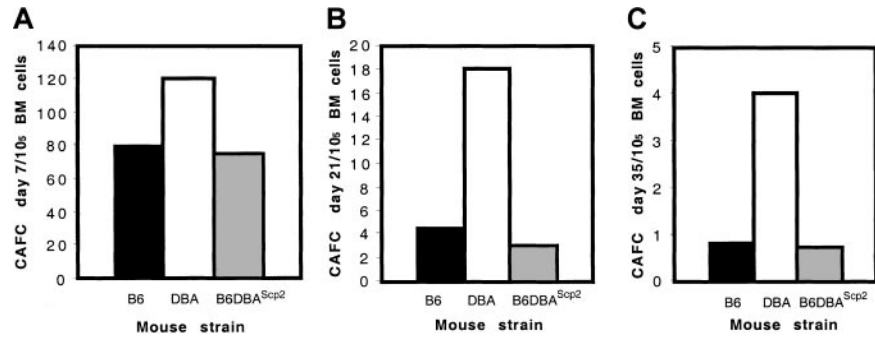 A
CAFC day 7/10⁵ BM cells
140
120
100
80
60
40
20
0
B6 DBA B6DBA^Scp2
Mouse strain
B
CAFC day 21/10⁵ BM cells
20
18
16
14
12
10
8
6
4
2
0
B6 DBA B6DBA^Scp2
Mouse strain
C
CAFC day 35/10⁵ BM cells
5
4
3
2
1
0
B6 DBA B6DBA^Scp2
Mouse strain